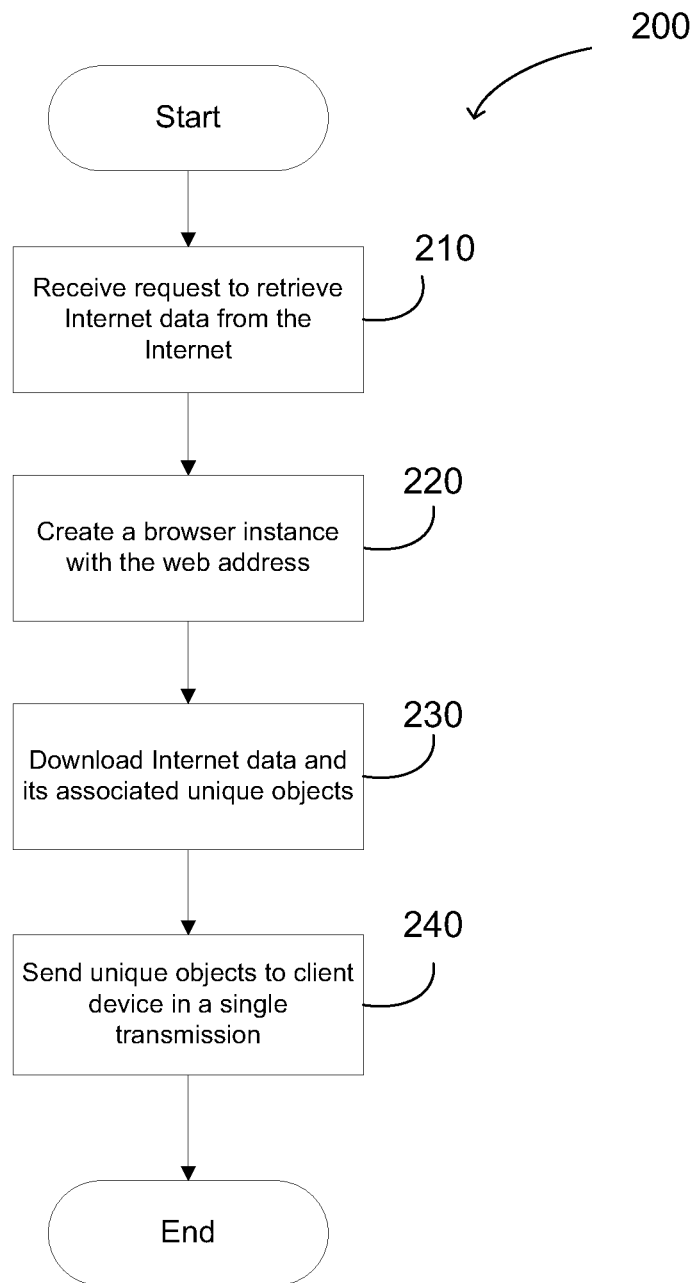 200
Start
210
Receive request to retrieve
Internet data from the
Internet
220
Create a browser instance
with the web address
230
Download Internet data and
its associated unique objects
240
Send unique objects to client
device in a single
transmission
End